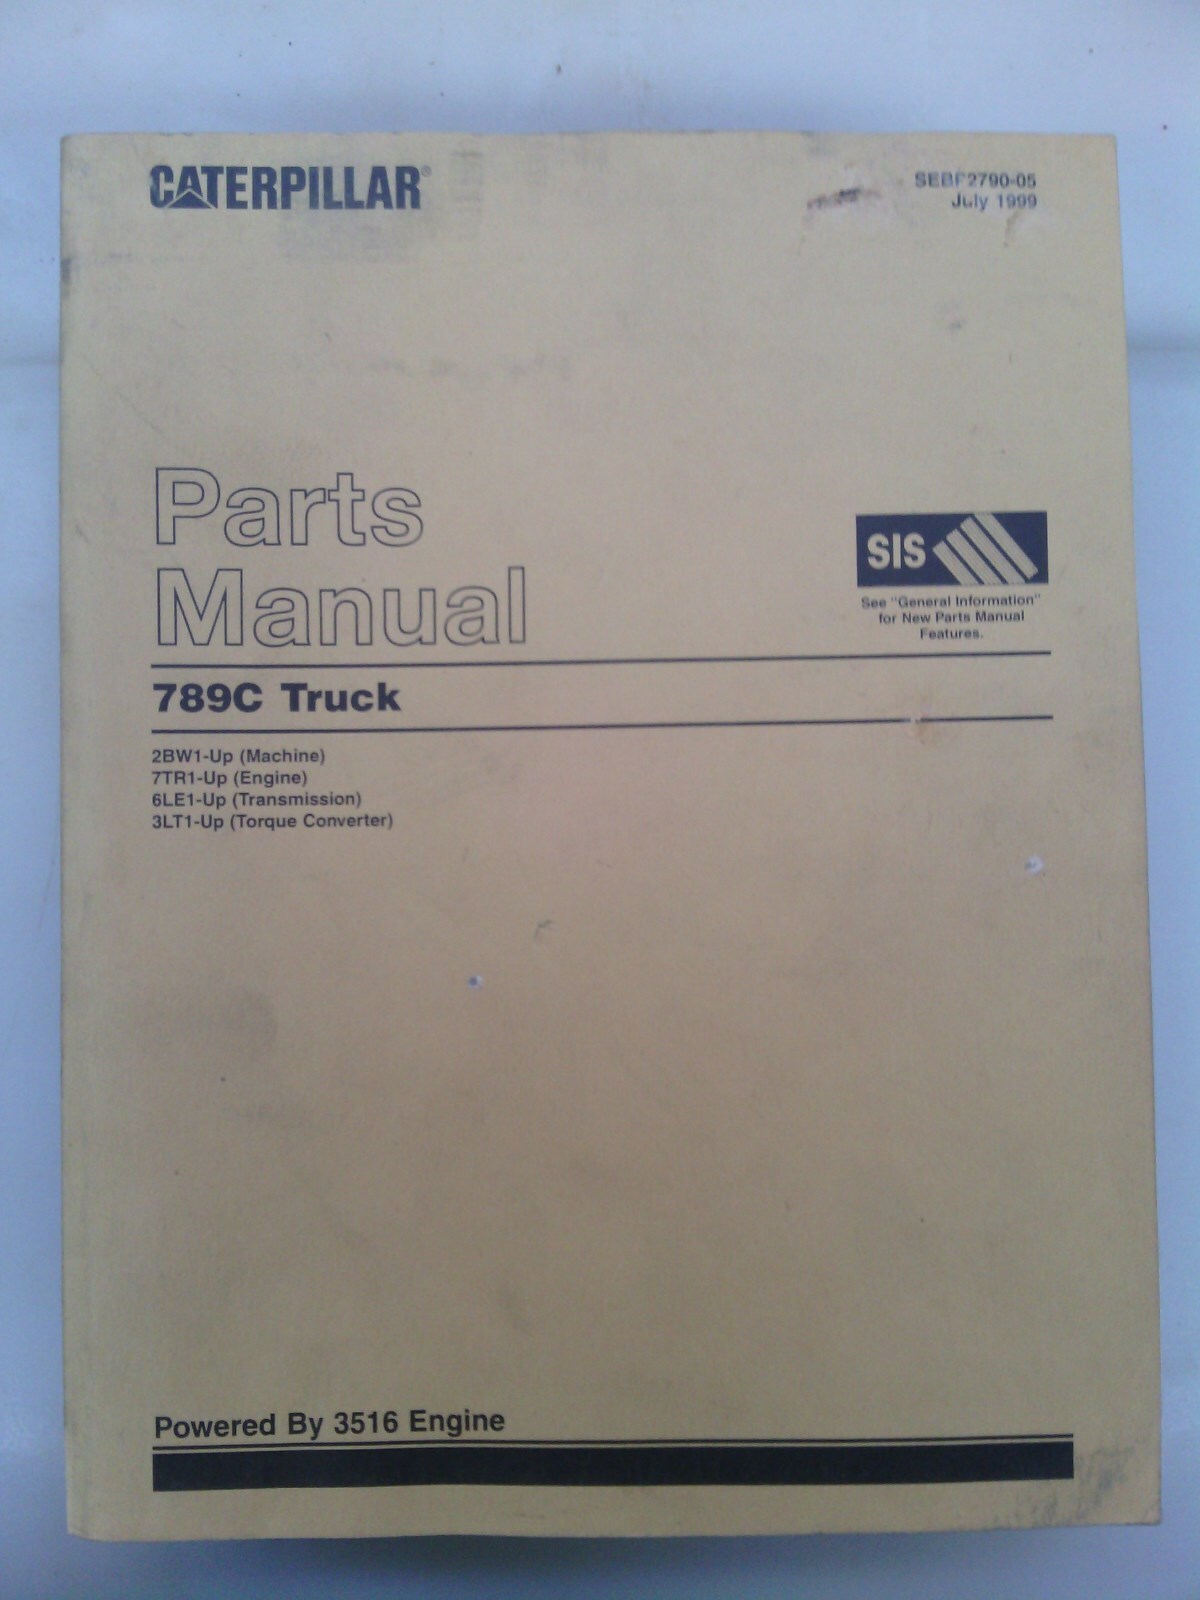 CATERPILLAR®
SEBP2790-05
July 1999
Parts
Manual
SIS
See "General Information"
for New Parts Manual
Features.
789C Truck
2BW1-Up (Machine)
7TR1-Up (Engine)
6LE1-Up (Transmission)
3LT1-Up (Torque Converter)
Powered By 3516 Engine